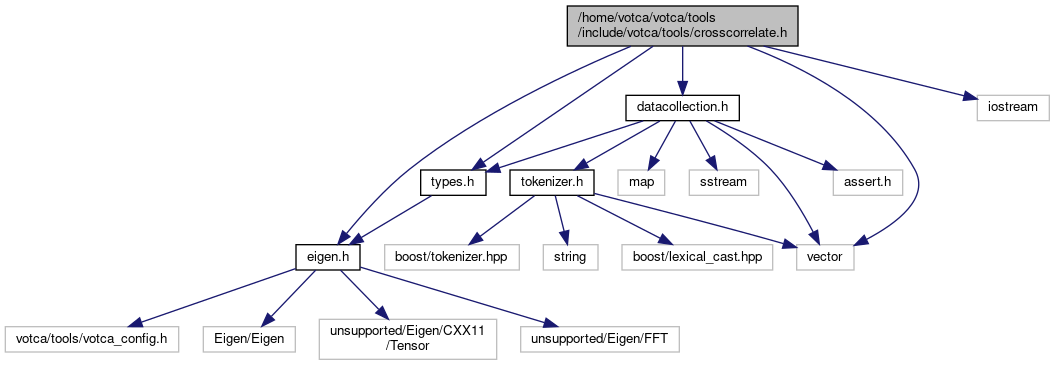 /home/votca/votca/tools
/include/votca/tools/crosscorrelate.h
datacollection.h
iostream
types.h
tokenizer.h
map
sstream
assert.h
eigen.h
boost/tokenizer.hpp
string
boost/lexical_cast.hpp
vector
votca/tools/votca_config.h
Eigen/Eigen
unsupported/Eigen/CXX11
/Tensor
unsupported/Eigen/FFT